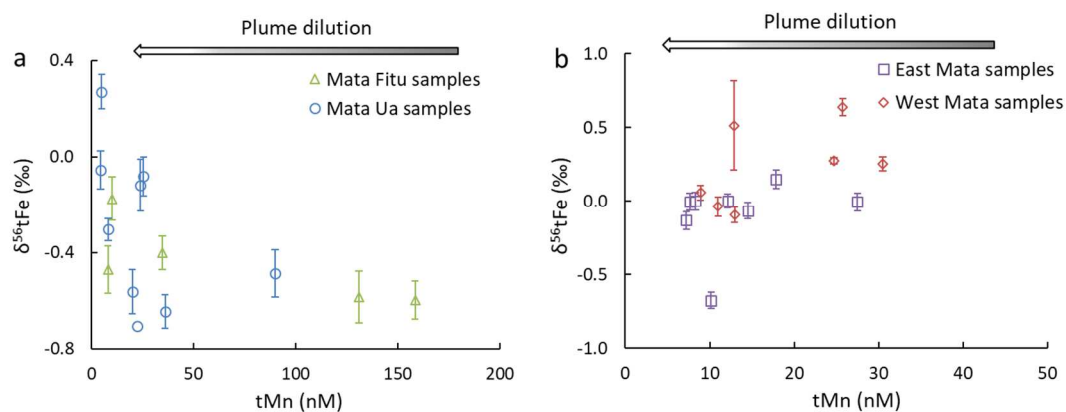 a
Plume dilution
Mata Fitu samples
Mata Ua samples
0.4
0.0
-0.4
-0.8
δ⁵⁶tFe (‰)
0 50 100 150 200
tMn (nM)
b
Plume dilution
East Mata samples
West Mata samples
1.0
0.5
0.0
-0.5
-1.0
δ⁵⁶tFe (‰)
0 10 20 30 40 50
tMn (nM)